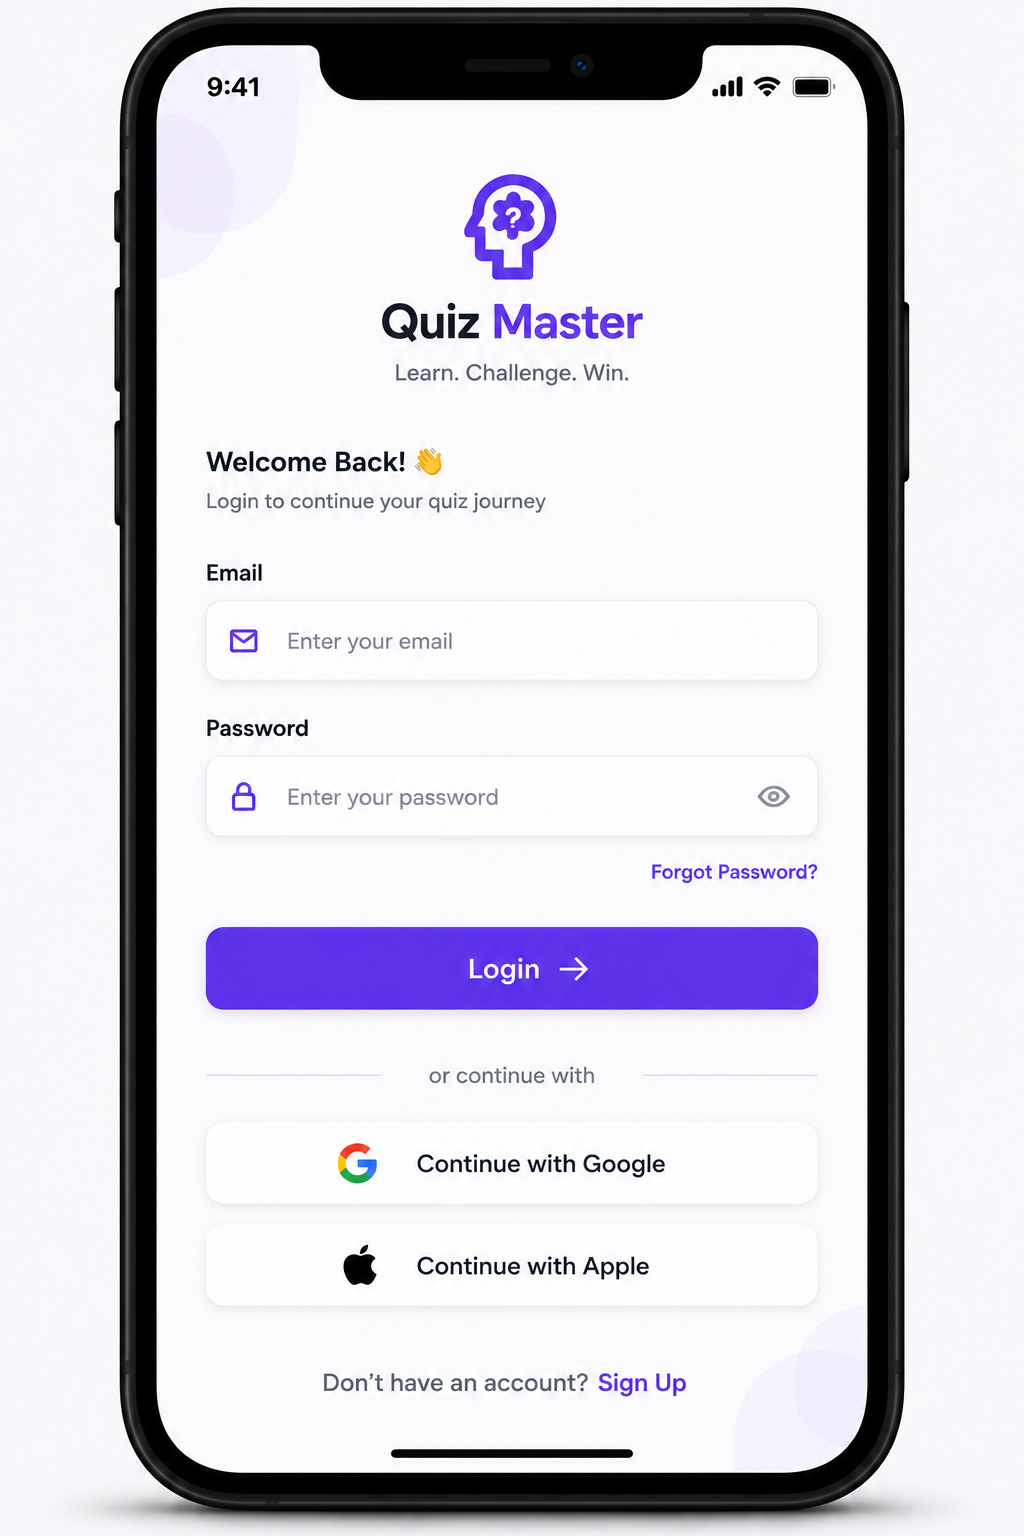 9:41
?
Quiz Master
Learn. Challenge. Win.
Welcome Back! 👋
Login to continue your quiz journey
Email
Enter your email
Password
Enter your password
Forgot Password?
Login →
or continue with
G Continue with Google
Continue with Apple
Don’t have an account? Sign Up